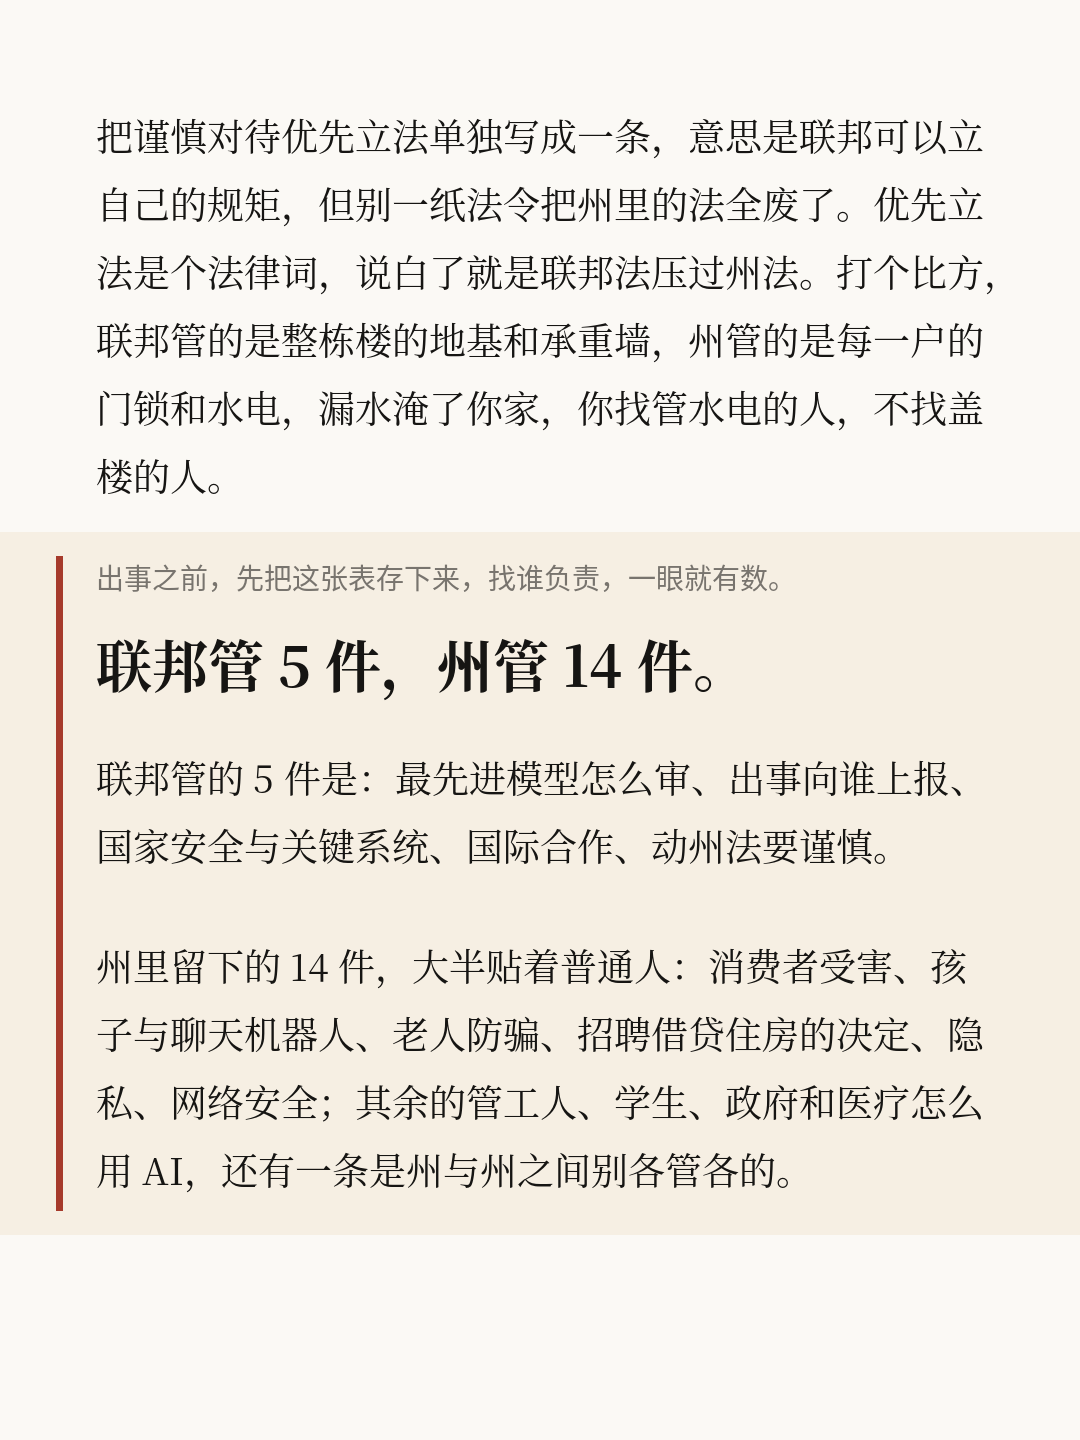 把谨慎对待优先立法单独写成一条，意思是联邦可以立
自己的规矩，但别一纸法令把州里的法全废了。优先立
法是个法律词，说白了就是联邦法压过州法。打个比方，
联邦管的是整栋楼的地基和承重墙，州管的是每一户的
门锁和水电，漏水淹了你家，你找管水电的人，不找盖
楼的人。
出事之前，先把这张表存下来，找谁负责，一眼就有数。
联邦管 5 件，州管 14 件。
联邦管的 5 件是：最先进模型怎么审、出事向谁上报、
国家安全与关键系统、国际合作、动州法要谨慎。
州里留下的 14 件，大半贴着普通人：消费者受害、孩
子与聊天机器人、老人防骗、招聘借贷住房的决定、隐
私、网络安全；其余的管工人、学生、政府和医疗怎么
用 AI，还有一条是州与州之间别各管各的。